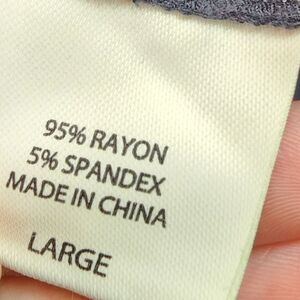 95% RAYON
5% SPANDEX
MADE IN CHINA
LARGE